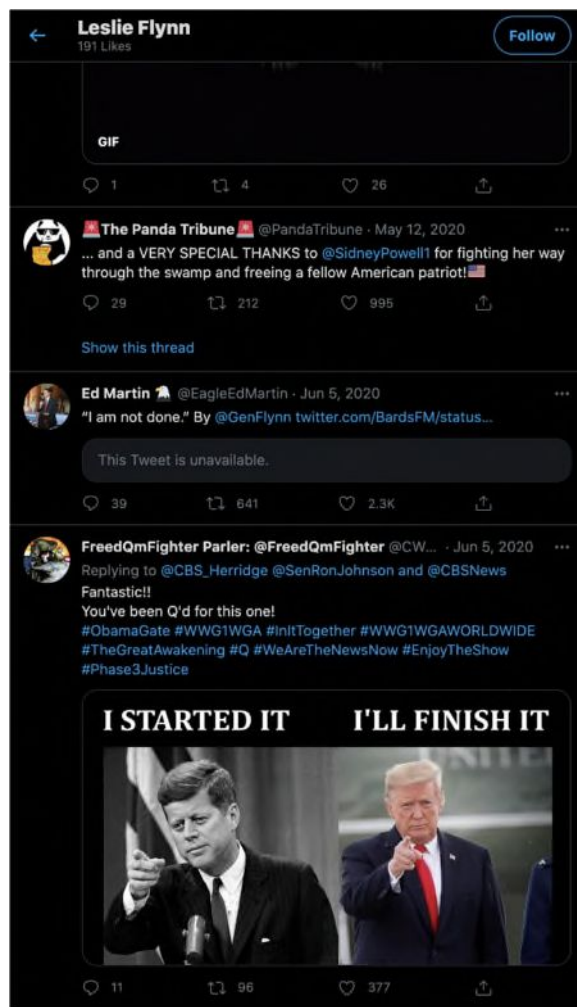 Leslie Flynn
191 Likes
Follow
GIF
1 4 26
🚨The Panda Tribune🚨 @PandaTribune · May 12, 2020
... and a VERY SPECIAL THANKS to @SidneyPowell1 for fighting her way
through the swamp and freeing a fellow American patriot!🇺🇸
29 212 995
Show this thread
Ed Martin 🦅 @EagleEdMartin · Jun 5, 2020
“I am not done.” By @GenFlynn twitter.com/BardsFM/status...
This Tweet is unavailable.
39 641 2.3K
FreedQmFighter Parler: @FreedQmFighter @CW... · Jun 5, 2020
Replying to @CBS_Herridge @SenRonJohnson and @CBSNews
Fantastic!!
You've been Q'd for this one!
#ObamaGate #WWG1WGA #InItTogether #WWG1WGAWORLDWIDE
#TheGreatAwakening #Q #WeAreTheNewsNow #EnjoyTheShow
#Phase3Justice
I STARTED IT I'LL FINISH IT
11 96 377